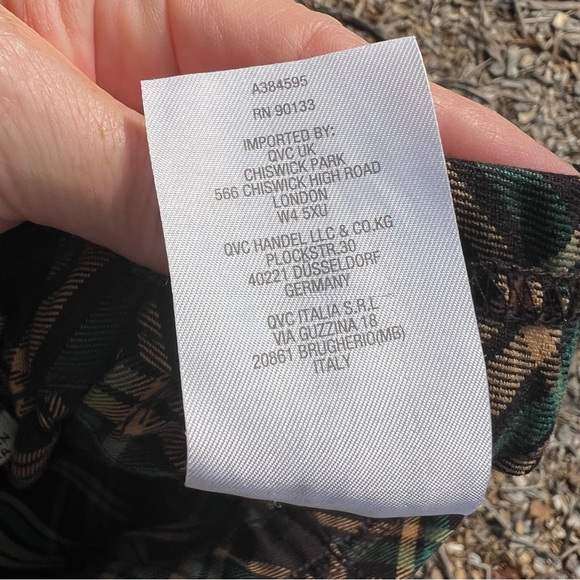 A384595
RN 90133
IMPORTED BY:
QVC UK
CHISWICK PARK
566 CHISWICK HIGH ROAD
LONDON
W4 5XU
QVC HANDEL LLC & CO.KG
PLOCKSTR.30
40221 DÜSSELDORF
GERMANY
QVC ITALIA S.R.L
VIA GUZZINA 18
20861 BRUGHERIO(MB)
ITALY